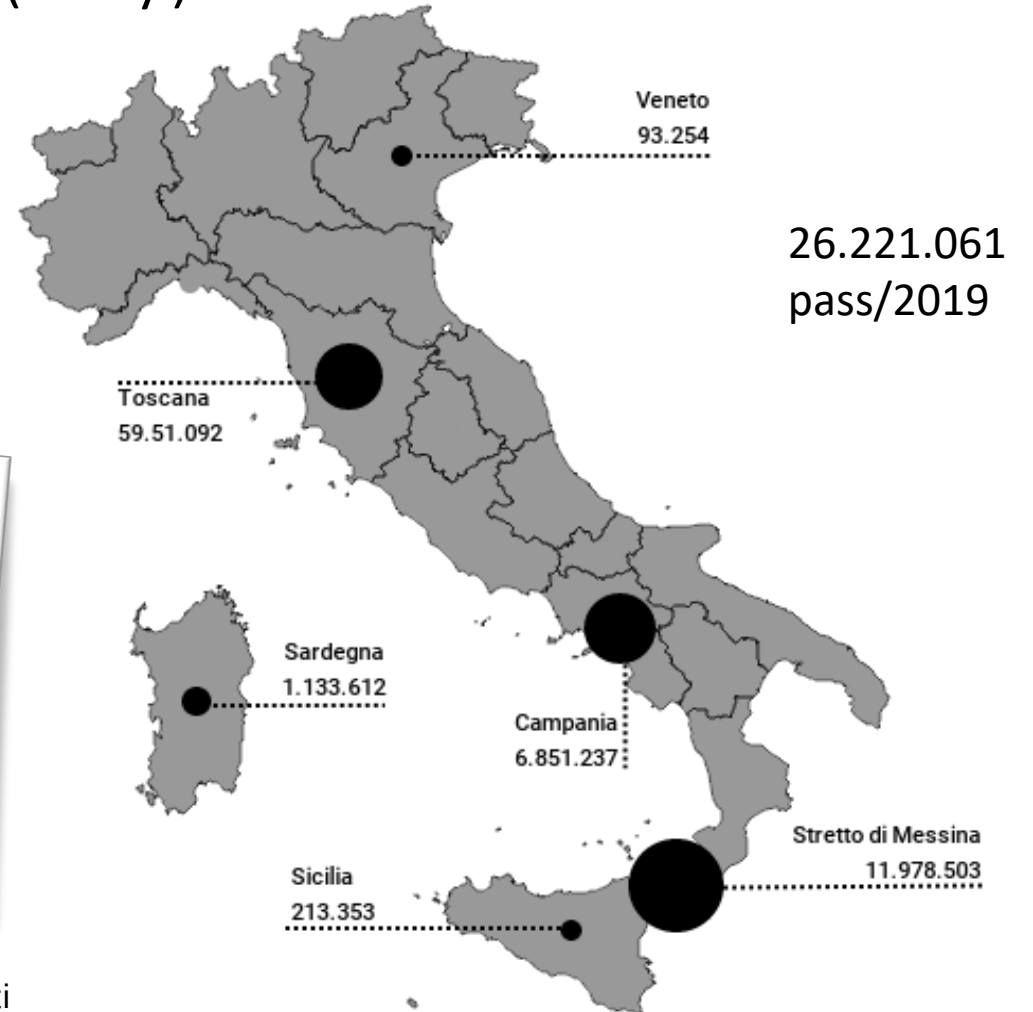 Veneto
93.254
26.221.061
pass/2019
Toscana
59.51.092
Sardegna
1.133.612
Campania
6.851.237
Stretto di Messina
11.978.503
Sicilia
213.353